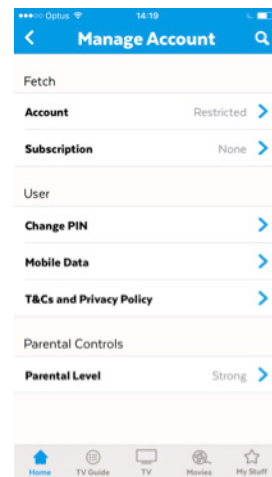 Optus 14:19
Manage Account
Fetch
Account Restricted
Subscription None
User
Change PIN
Mobile Data
T&Cs and Privacy Policy
Parental Controls
Parental Level Strong
Home TV Guide TV Movies My Stuff